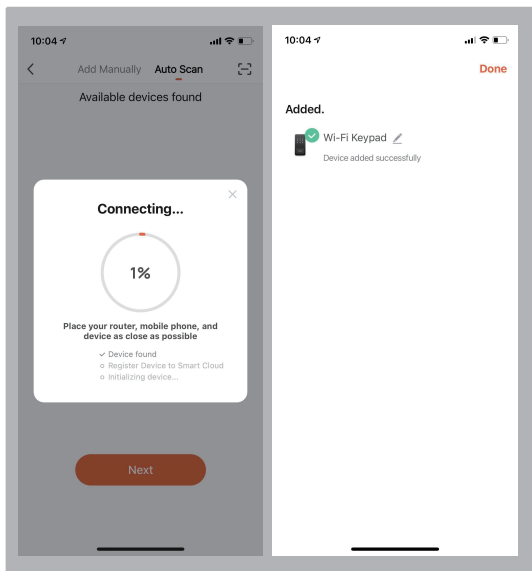 10:04
Add Manually Auto Scan
Available devices found
Connecting...
1%
Place your router, mobile phone, and
device as close as possible
Device found
Register Device to Smart Cloud
Initializing device...
Next
10:04
Done
Added.
Wi-Fi Keypad
Device added successfully